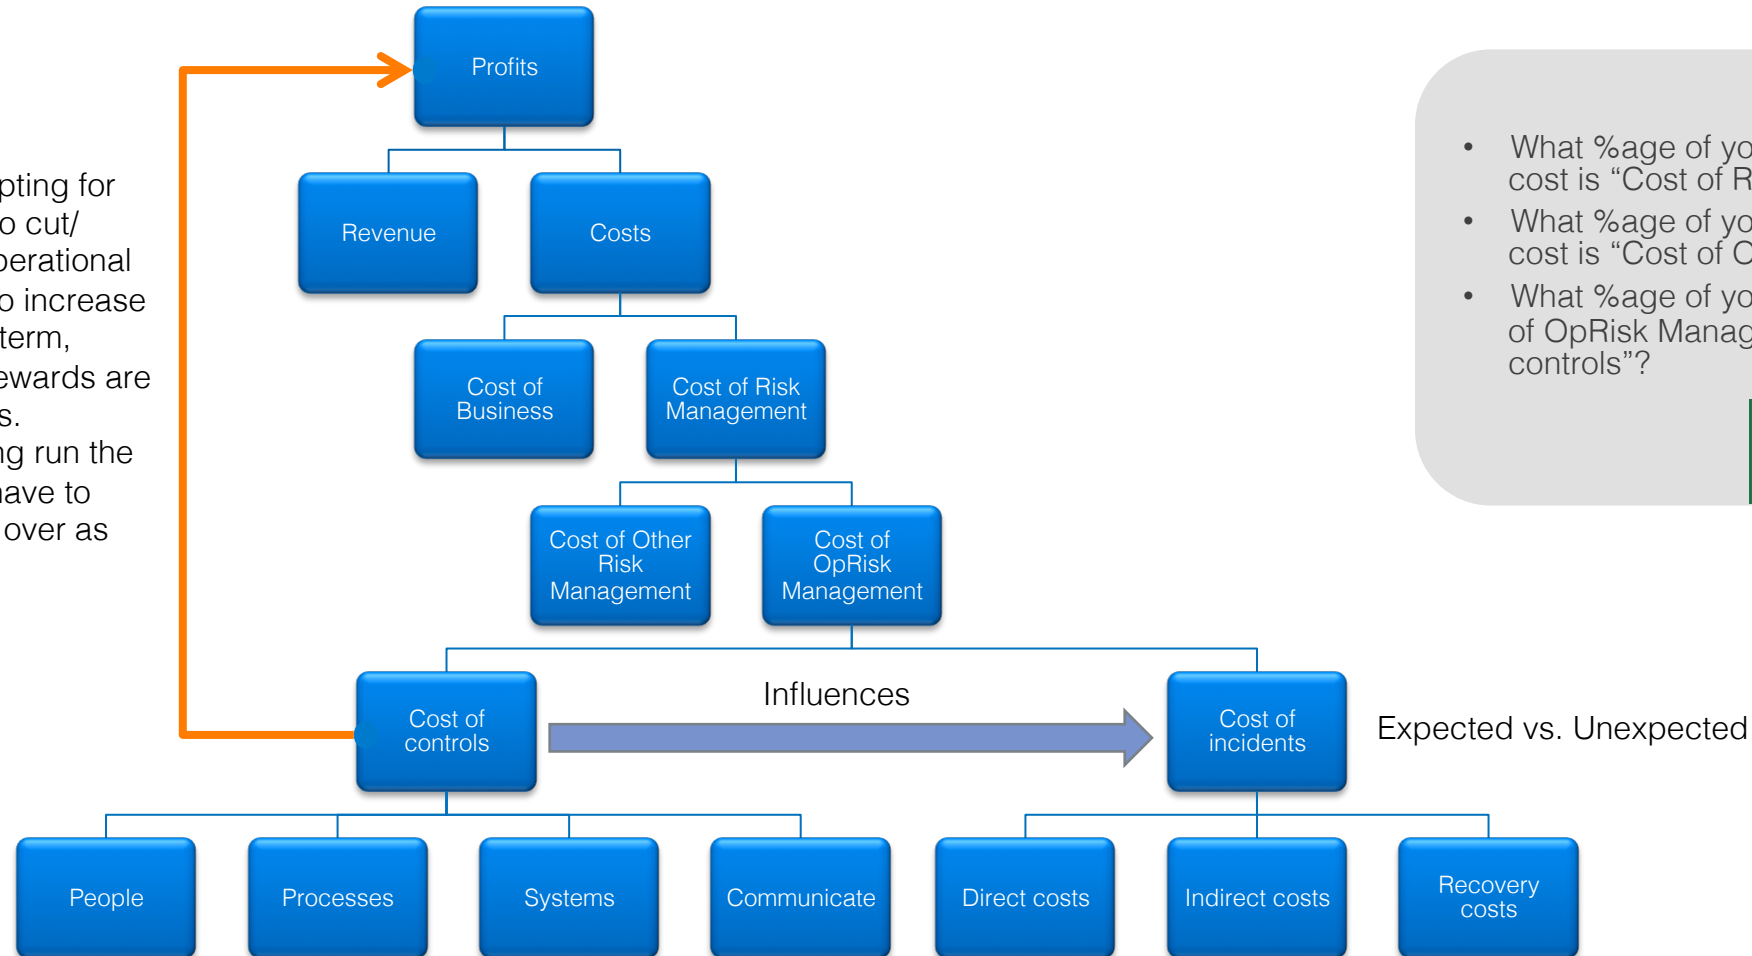 Profits
pting for
o cut/
perational
o increase
term,
ewards are
s.
ng run the
have to
over as
Revenue
Costs
• What %age of yo
cost is “Cost of R
• What %age of yo
cost is “Cost of O
• What %age of yo
of OpRisk Manag
controls”?
Cost of
Business
Cost of Risk
Management
Cost of Other
Risk
Management
Cost of
OpRisk
Management
Cost of
controls
Influences
Cost of
incidents
Expected vs. Unexpected
People
Processes
Systems
Communicate
Direct costs
Indirect costs
Recovery
costs